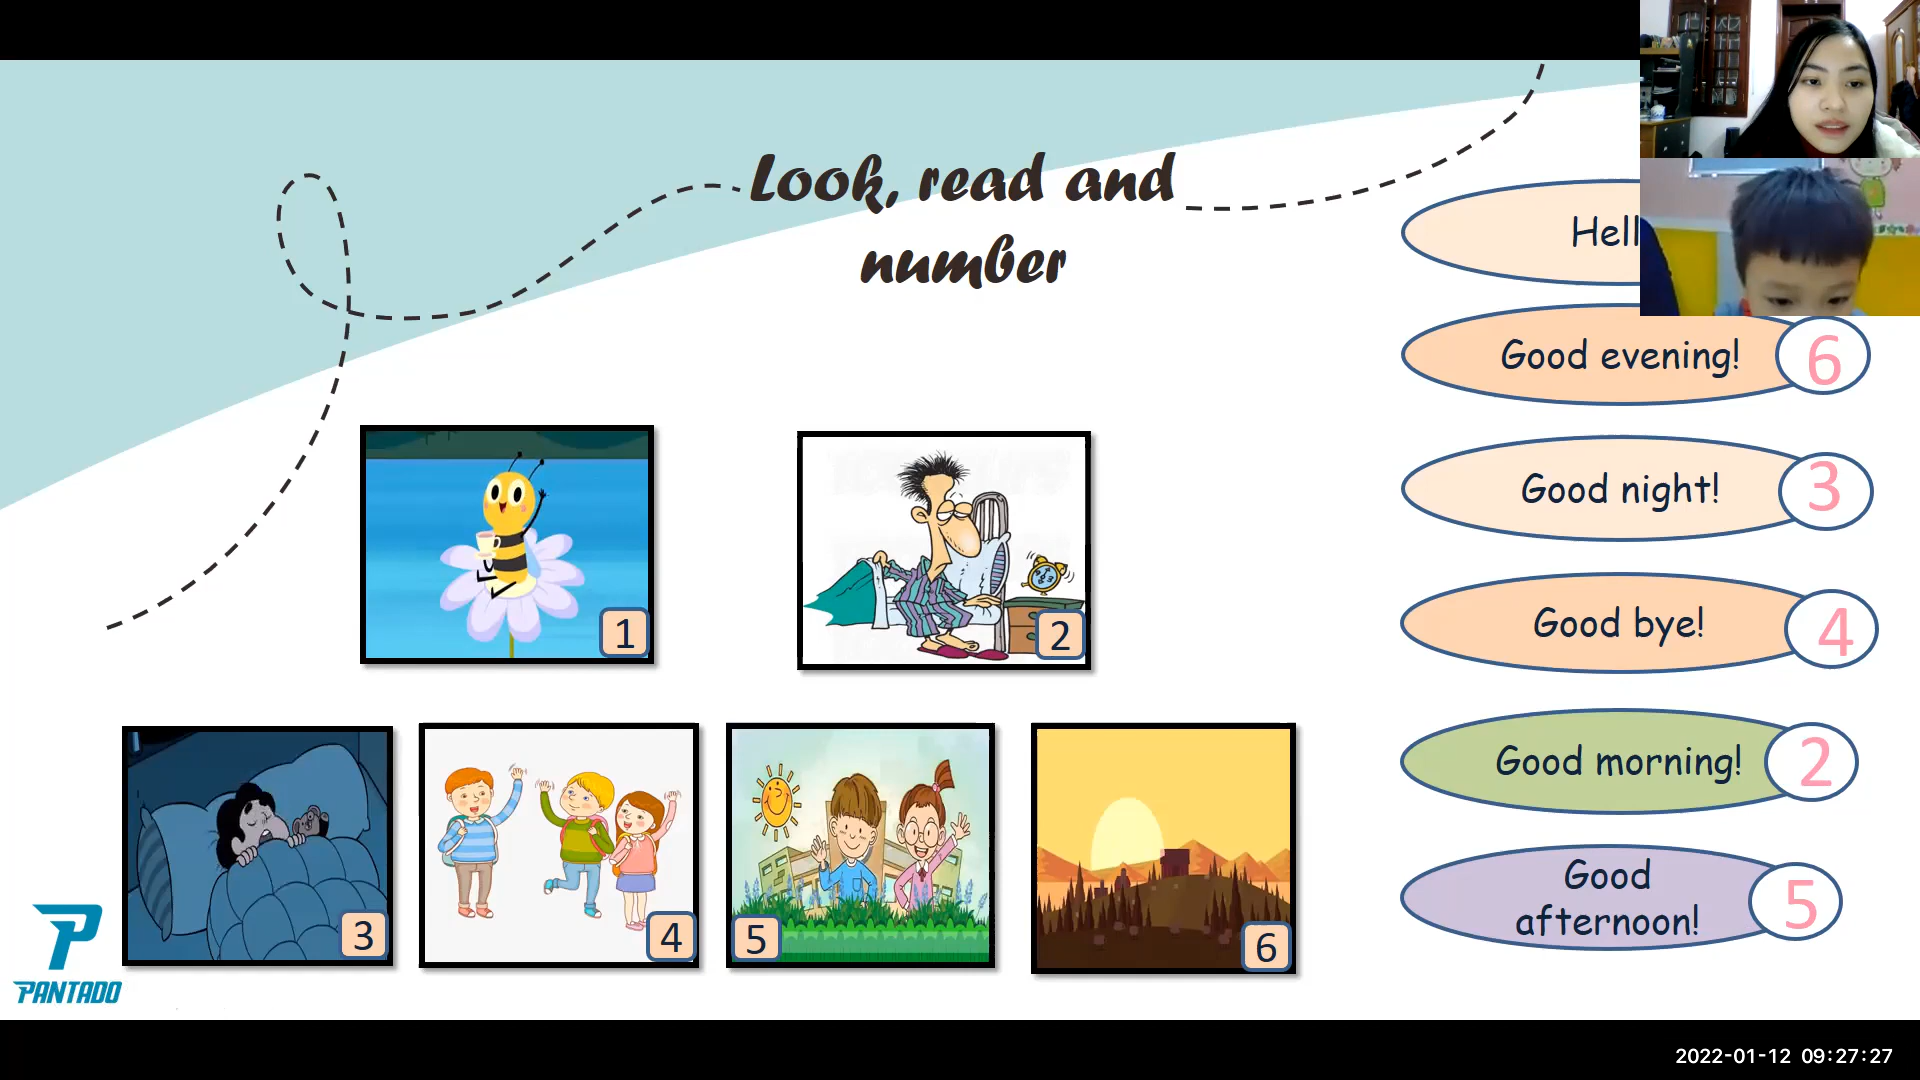 Look, read and
number
Hell
Good evening!
6
Good night!
3
Good bye!
4
Good morning!
2
Good
afternoon!
5
1
2
3
4
5
6
PANTADO
2022-01-12 09:27:27